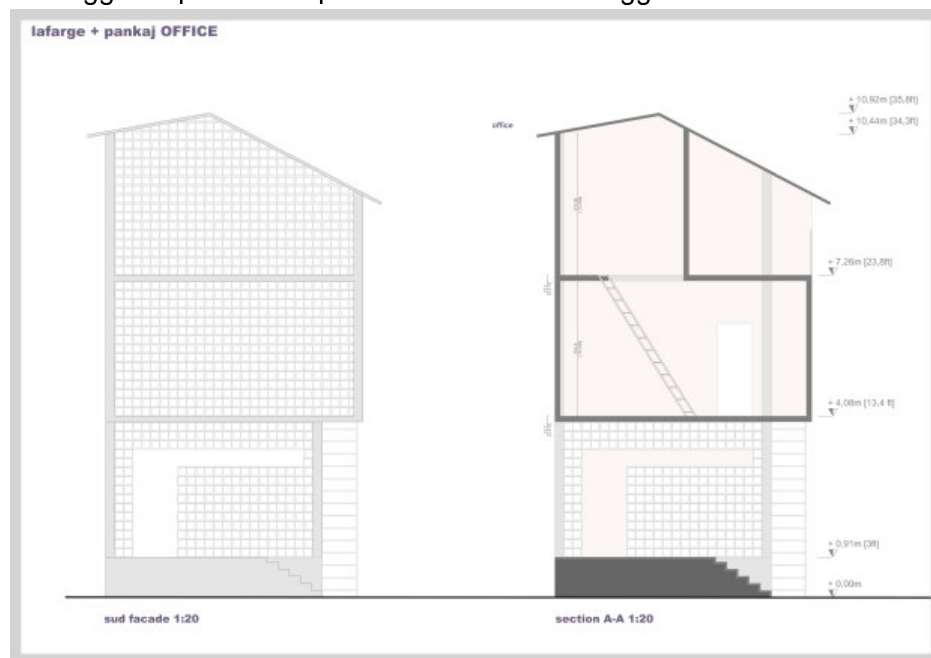 lafarge + pankaj OFFICE
office
+ 10,92m [35,8ft]
+ 10,44m [34,3ft]
+ 7,26m [23,8ft]
+ 4,08m [13,4 ft]
+ 0,91m [3ft]
+ 0,00m
sud facade 1:20
section A-A 1:20